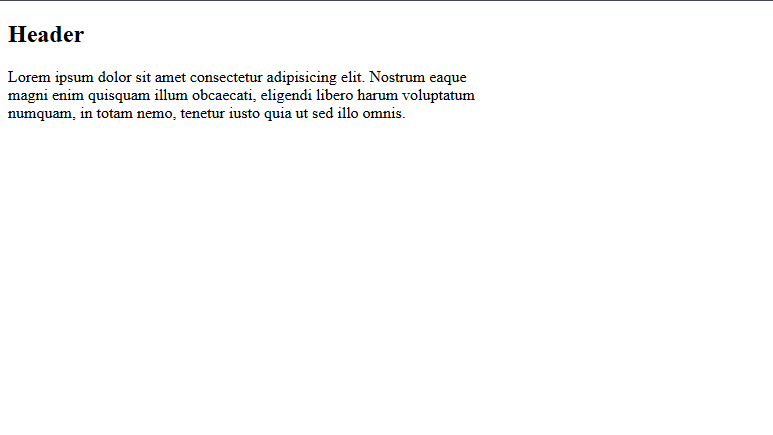 Header
Lorem ipsum dolor sit amet consectetur adipisicing elit. Nostrum eaque
magni enim quisquam illum obcaecati, eligendi libero harum voluptatum
numquam, in totam nemo, tenetur iusto quia ut sed illo omnis.